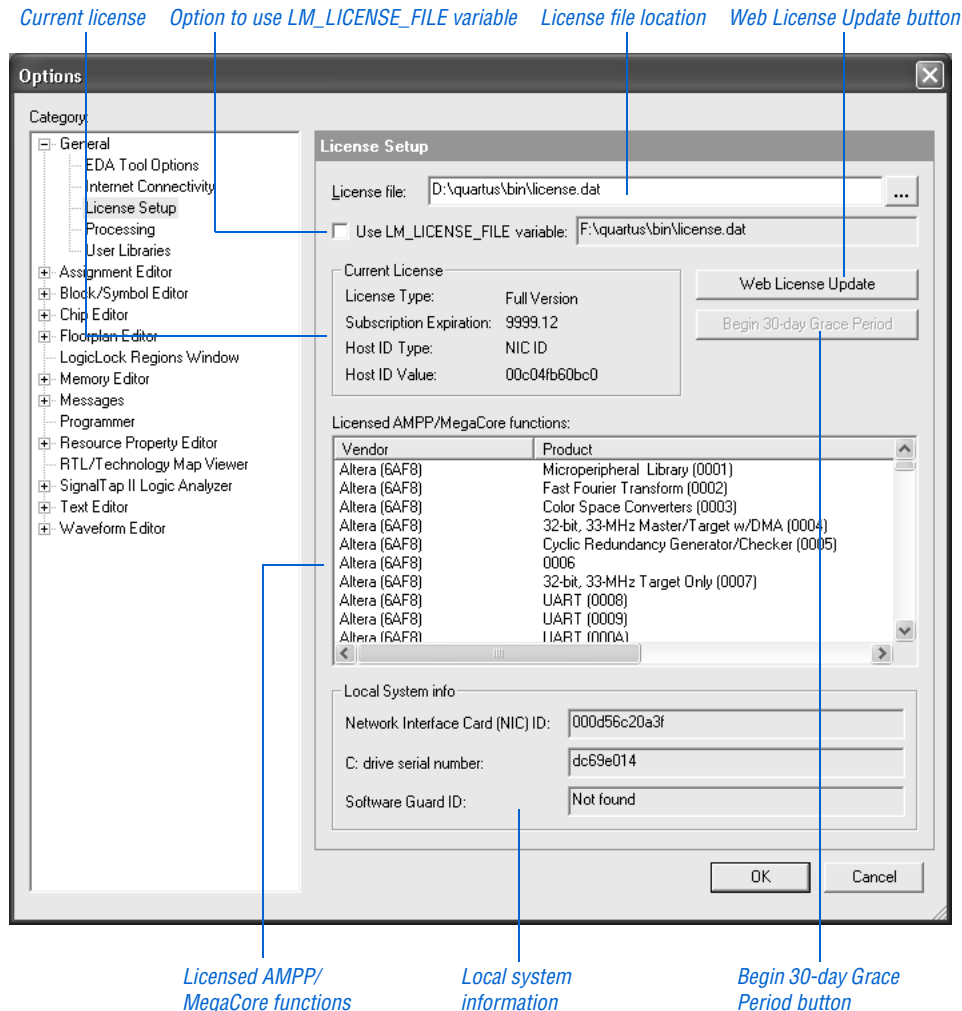 Current license
Option to use LM_LICENSE_FILE variable
License file location
Web License Update button
Options
Category:
General
EDA Tool Options
Internet Connectivity
License Setup
Processing
User Libraries
Assignment Editor
Block/Symbol Editor
Chip Editor
Floorplan Editor
LogicLock Regions Window
Memory Editor
Messages
Programmer
Resource Property Editor
RTL/Technology Map Viewer
SignalTap II Logic Analyzer
Text Editor
Waveform Editor
License Setup
License file: D:\quartus\bin\license.dat ...
Use LM_LICENSE_FILE variable: F:\quartus\bin\license.dat
Current License
License Type: Full Version
Subscription Expiration: 9999.12
Host ID Type: NIC ID
Host ID Value: 00c04fb60bc0
Web License Update
Begin 30-day Grace Period
Licensed AMPP/MegaCore functions:
Vendor Product
Altera (6AF8) Microperipheral Library (0001)
Altera (6AF8) Fast Fourier Transform (0002)
Altera (6AF8) Color Space Converters (0003)
Altera (6AF8) 32-bit, 33-MHz Master/Target w/DMA (0004)
Altera (6AF8) Cyclic Redundancy Generator/Checker (0005)
Altera (6AF8) 0006
Altera (6AF8) 32-bit, 33-MHz Target Only (0007)
Altera (6AF8) UART (0008)
Altera (6AF8) UART (0009)
Altera (6AF8) UART (000A)
Local System info
Network Interface Card (NIC) ID: 000d56c20a3f
C: drive serial number: dc69e014
Software Guard ID: Not found
OK
Cancel
Licensed AMPP/
MegaCore functions
Local system
information
Begin 30-day Grace
Period button